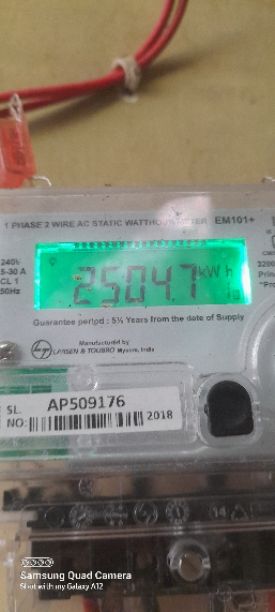 1 PHASE 2 WIRE AC STATIC WATTHOUR METER EM101+
240V
5-30 A
CL 1
50Hz
25047 kWh
Guarantee period : 5½ Years from the date of Supply
Manufactured by
LARSEN & TOUBRO Mysore, India
SL. NO: AP509176
2018
Samsung Quad Camera
Shot with my Galaxy A12